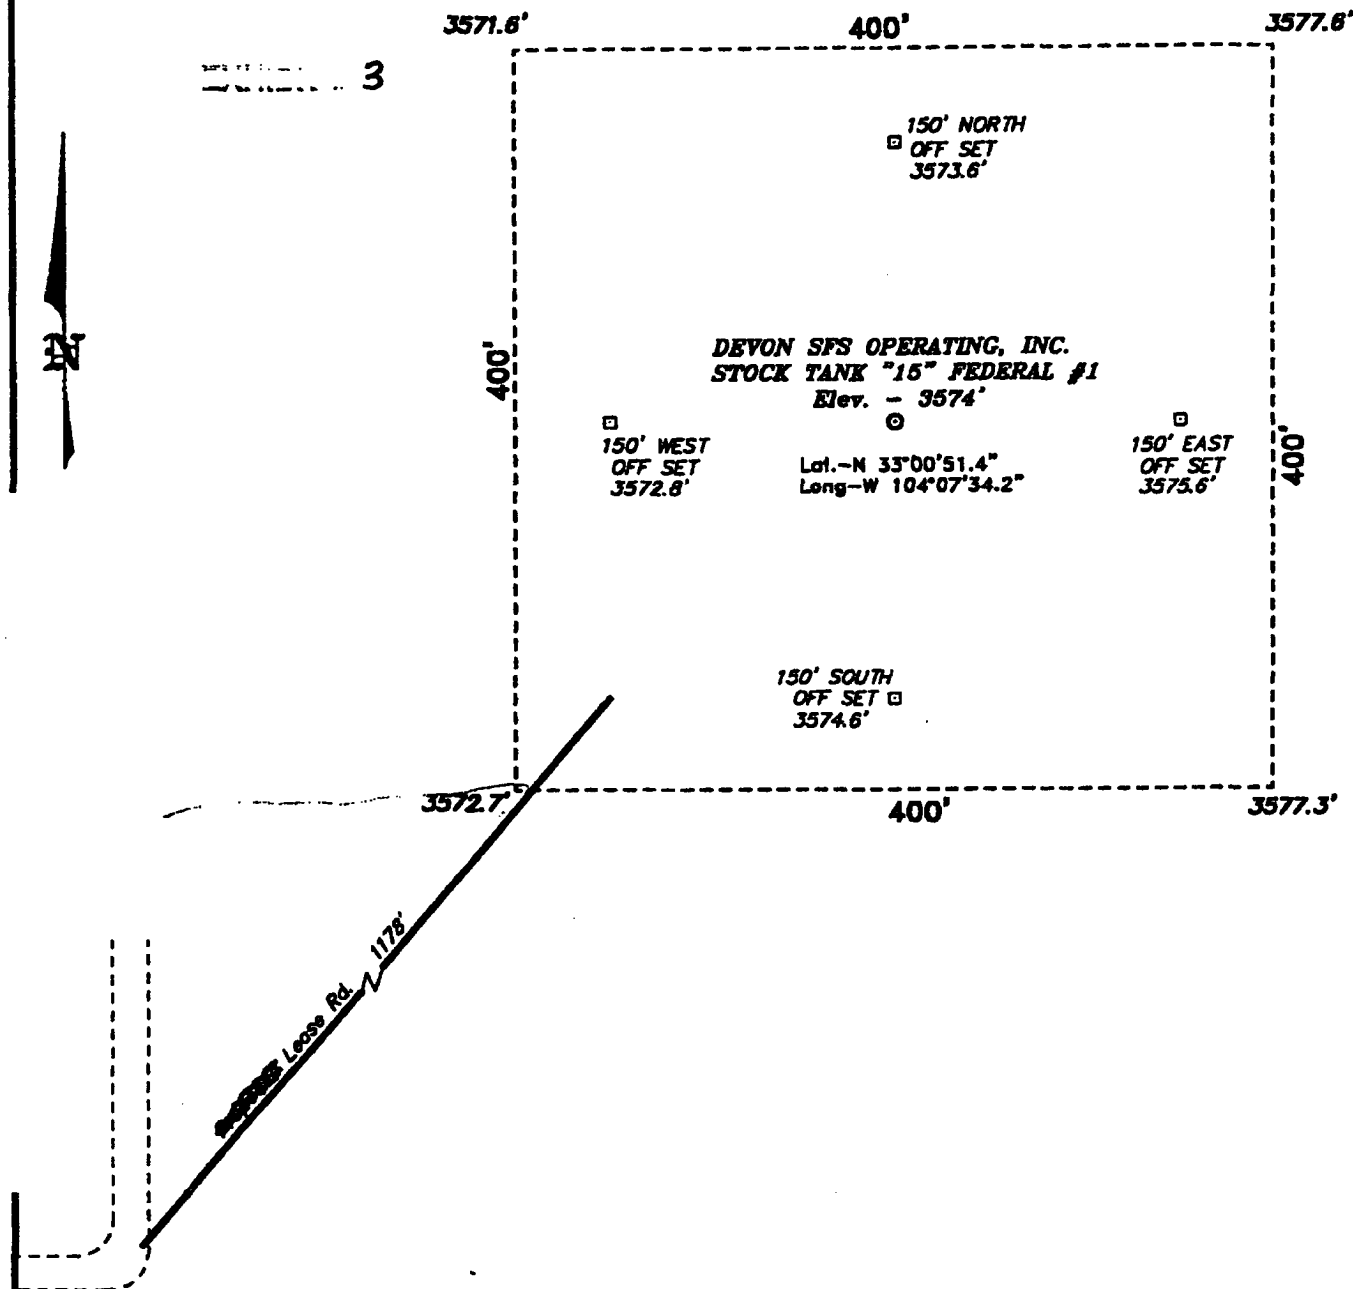 3571.6'
400'
3577.6'
3
150' NORTH
OFF SET
3573.6'
N
400'
DEVON SFS OPERATING, INC.
STOCK TANK "15" FEDERAL #1
Elev. - 3574'
150' WEST
OFF SET
3572.8'
Lat.-N 33°00'51.4"
Long-W 104°07'34.2"
150' EAST
OFF SET
3575.6'
400'
150' SOUTH
OFF SET
3574.6'
3572.7'
400'
3577.3'
Lease Rd. 1178'